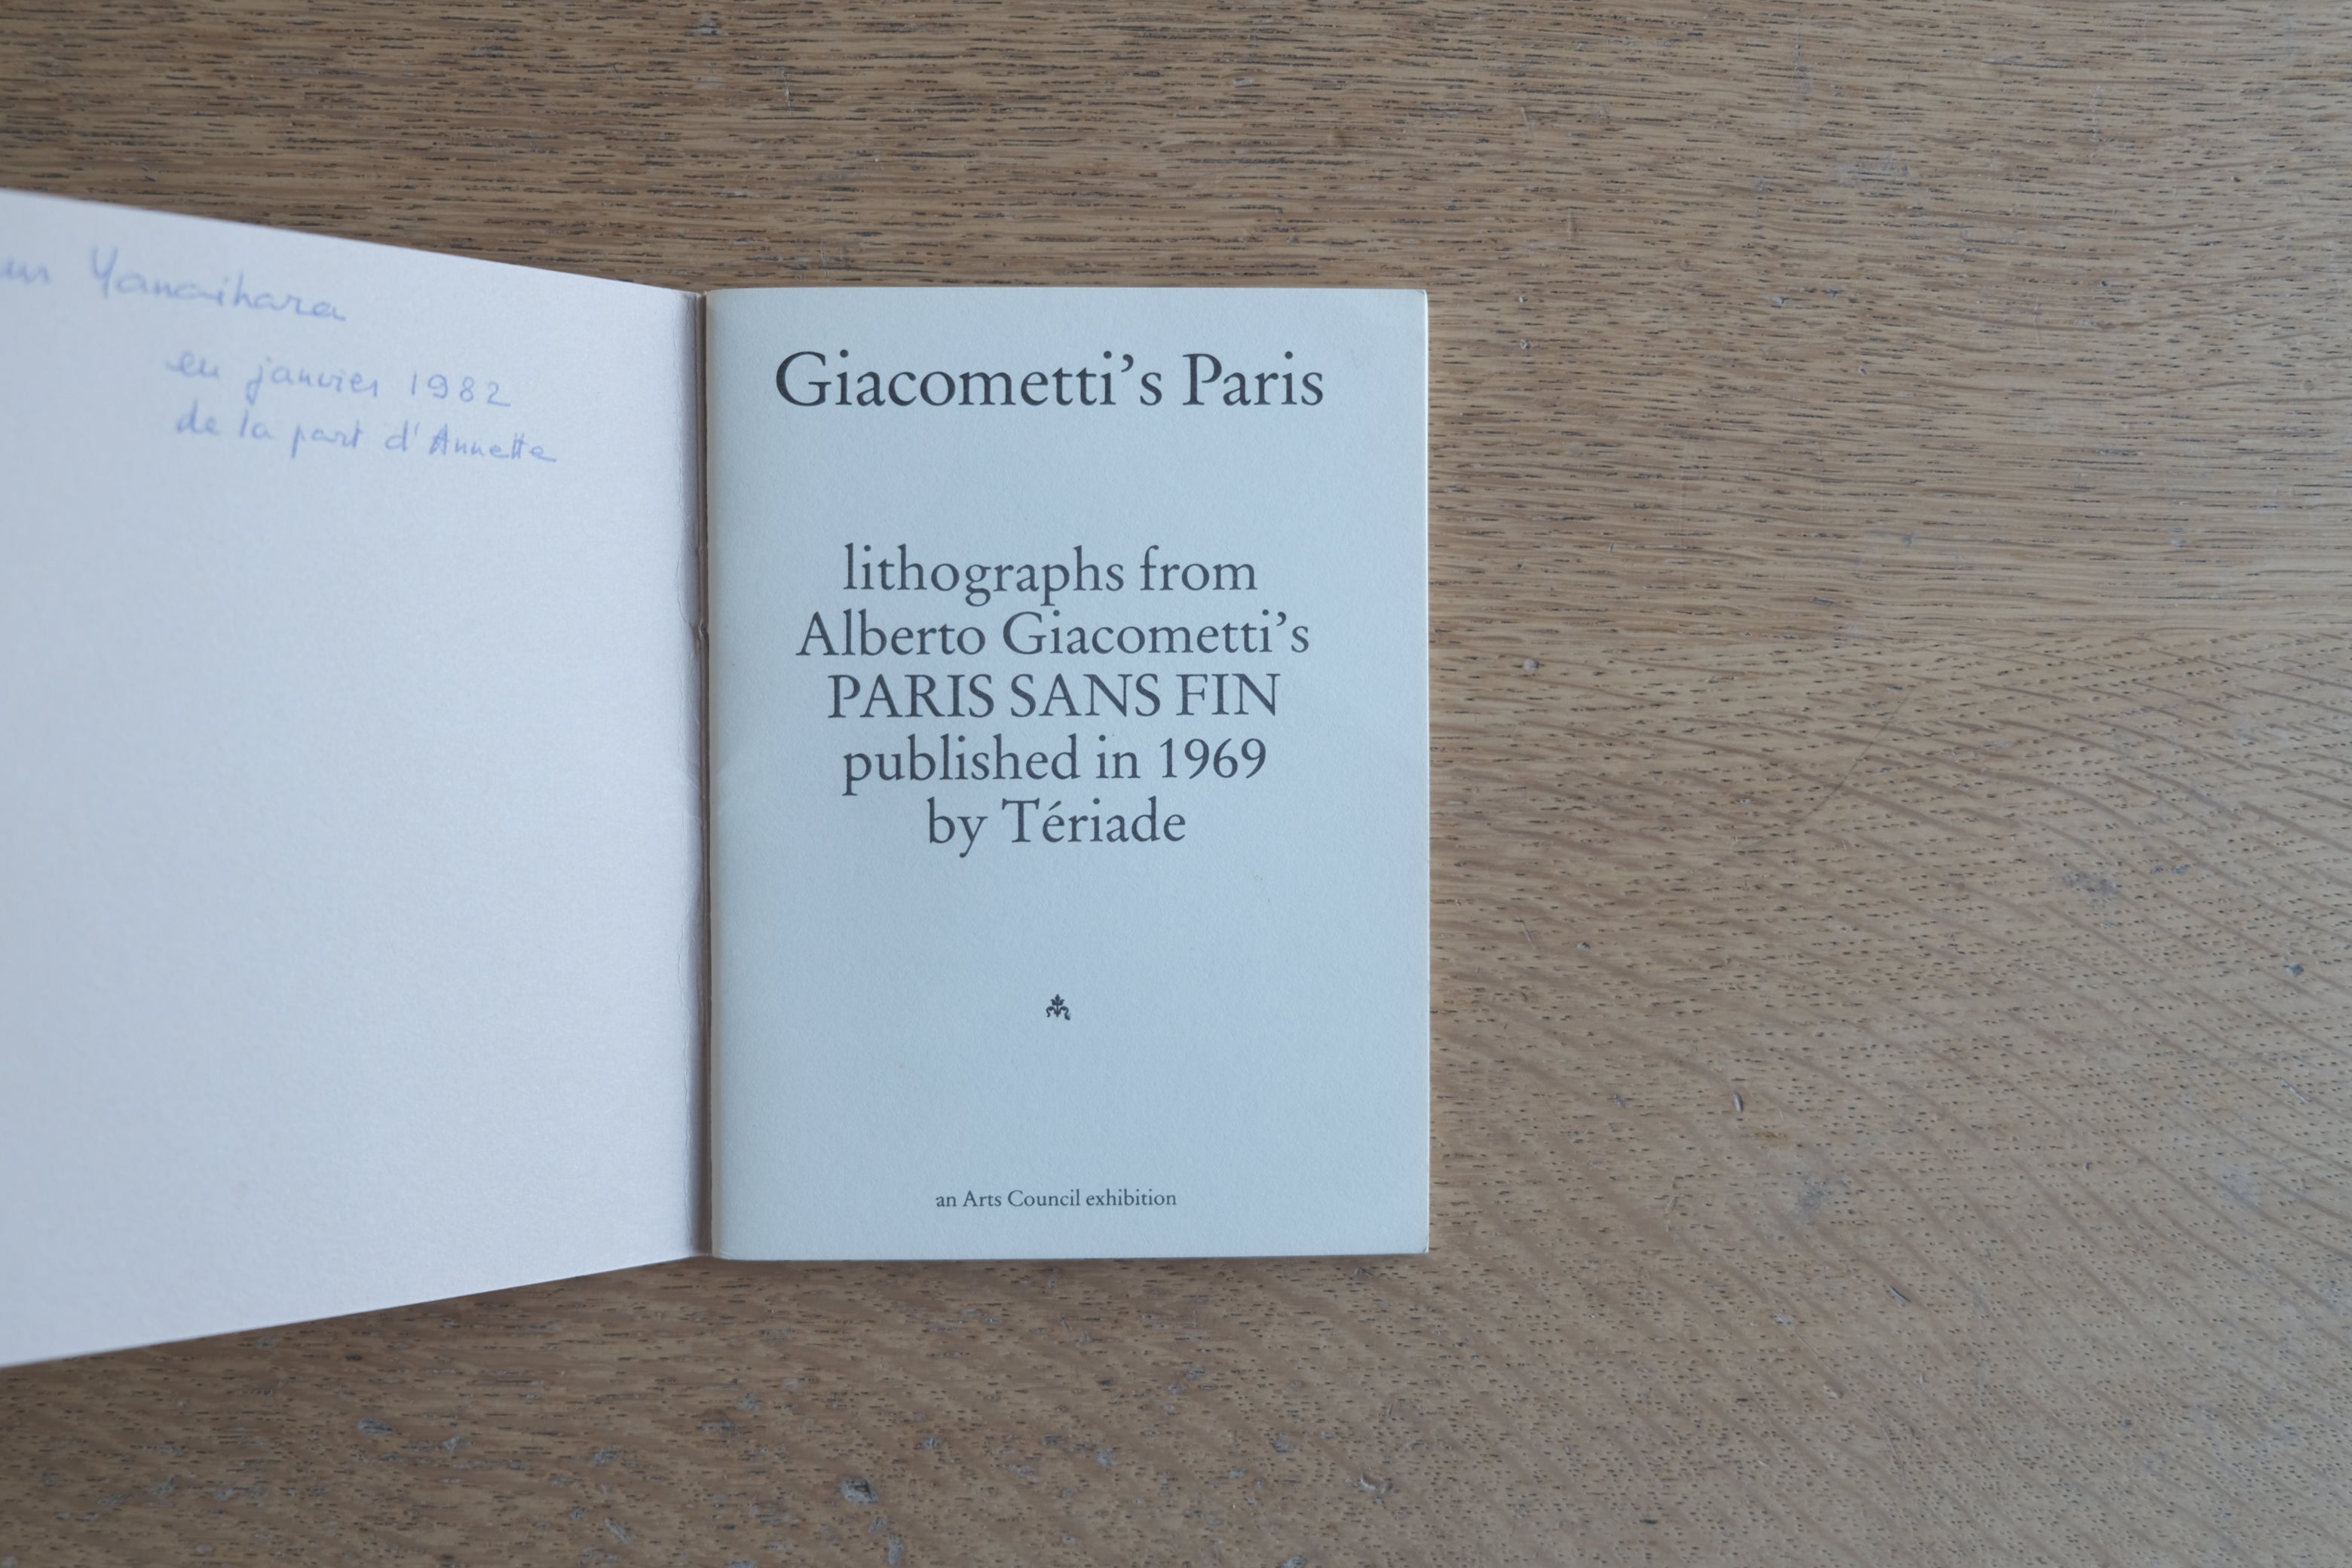 Yanaihara
en janvier 1982
de la part d'Annette
Giacometti's Paris
lithographs from
Alberto Giacometti's
PARIS SANS FIN
published in 1969
by Tériade
an Arts Council exhibition